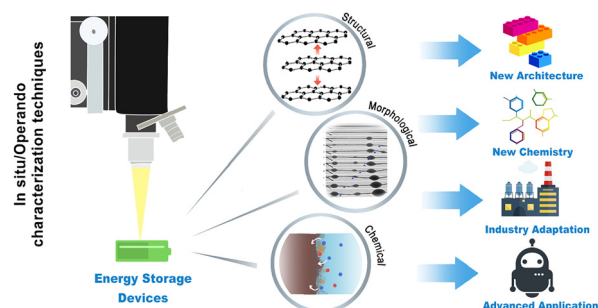 In situ/Operando
characterization techniques
Energy Storage
Devices
Structural
Morphological
Chemical
New Architecture
New Chemistry
Industry Adaptation
Advanced Application